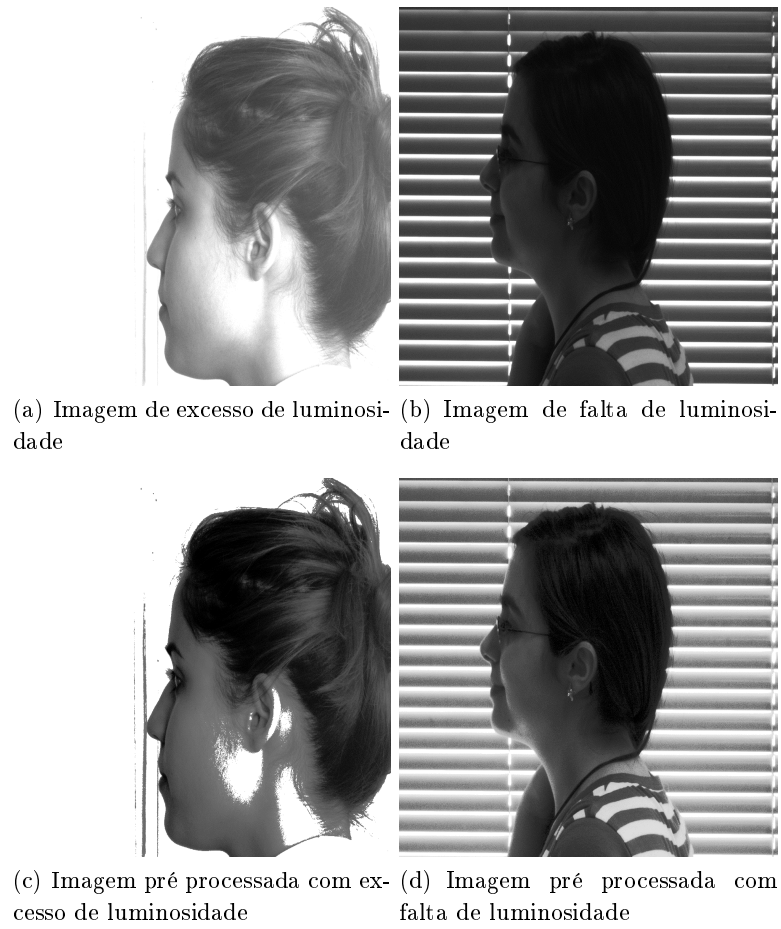 (a) Imagem de excesso de luminosi-
dade
(b) Imagem de falta de luminosi-
dade
(c) Imagem pré processada com ex-
cesso de luminosidade
(d) Imagem pré processada com
falta de luminosidade